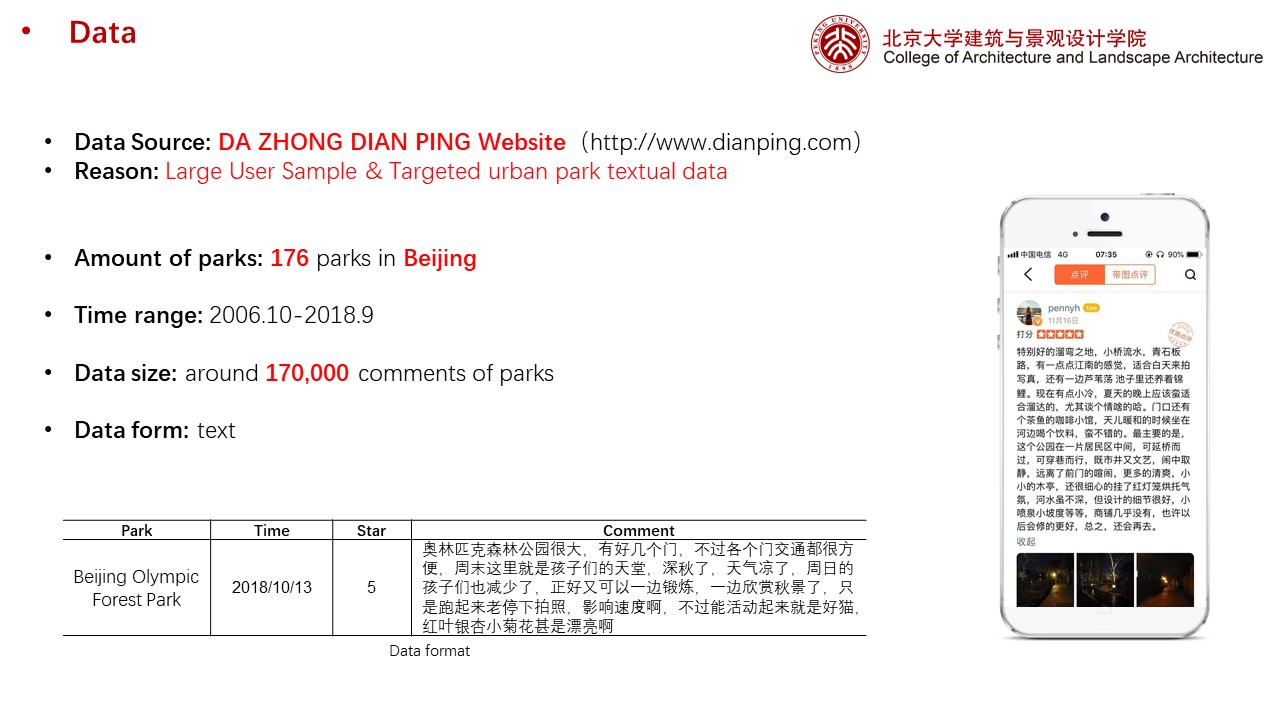 • Data
北京大学建筑与景观设计学院
College of Architecture and Landscape Architecture
PEKING UNIVERSITY
1898
• Data Source: DA ZHONG DIAN PING Website（http://www.dianping.com）
• Reason: Large User Sample & Targeted urban park textual data
• Amount of parks: 176 parks in Beijing
• Time range: 2006.10-2018.9
• Data size: around 170,000 comments of parks
• Data form: text
Park Time Star Comment
Beijing Olympic Forest Park 2018/10/13 5
奥林匹克森林公园很大，有好几个门，不过各个门交通都很方
便，周末这里就是孩子们的天堂，深秋了，天气凉了，周日的
孩子们也减少了，正好又可以一边锻炼，一边欣赏秋景了，只
是跑起来老停下拍照，影响速度啊，不过能活动起来就是好猫，
红叶银杏小菊花甚是漂亮啊
Data format
中国电信 4G 07:35 90%
点评 带图点评
pennyh
11月16日
打分
优质点评
特别好的溜弯之地，小桥流水，青石板
路，有一点点江南的感觉，适合白天来拍
写真，还有一边芦苇荡 池子里还养着锦
鲤。现在有点小冷，夏天的晚上应该蛮适
合溜达的，尤其谈个情啥的哈。门口还有
个茶鱼的咖啡小馆，天儿暖和的时候坐在
河边喝个饮料，蛮不错的。最主要的是，
这个公园在一片居民区中间，可延桥而
过，可穿巷而行，既市井又文艺，闹中取
静，远离了前门的喧闹，更多的清爽，小
小的木亭，还很细心的挂了红灯笼烘托气
氛，河水虽不深，但设计的细节很好，小
喷泉小坡度等等，商铺几乎没有，也许以
后会修的更好，总之，还会再去。
收起